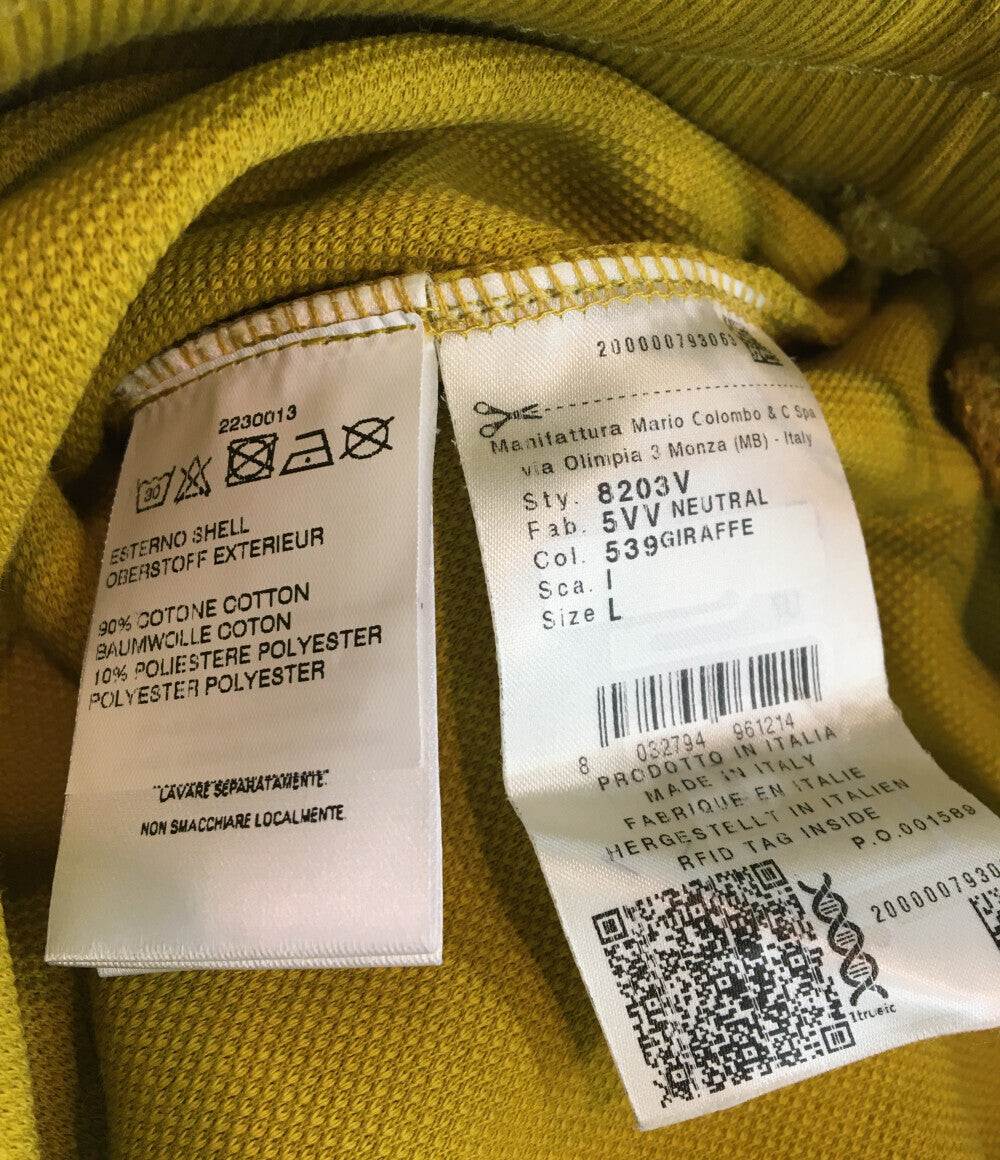 2230013
30
ESTERNO SHELL
OBERSTOFF EXTERIEUR
90% COTONE COTTON
BAUMWOLLE COTON
10% POLIESTERE POLYESTER
POLYESTER POLYESTER
"LAVARE SEPARATAMENTE"
NON SMACCHIARE LOCALMENTE.
200000793063
Manifattura Mario Colombo & C Spa
via Olimpia 3 Monza (MB) - Italy
Sty. 8203V
Fab. 5VV NEUTRAL
Col. 539GIRAFFE
Sca. I
Size L
8 032794 961214
PRODOTTO IN ITALIA
MADE IN ITALY
FABRIQUE EN ITALIE
HERGESTELLT IN ITALIEN
RFID TAG INSIDE
P.O.001589
2000007930
1trueic